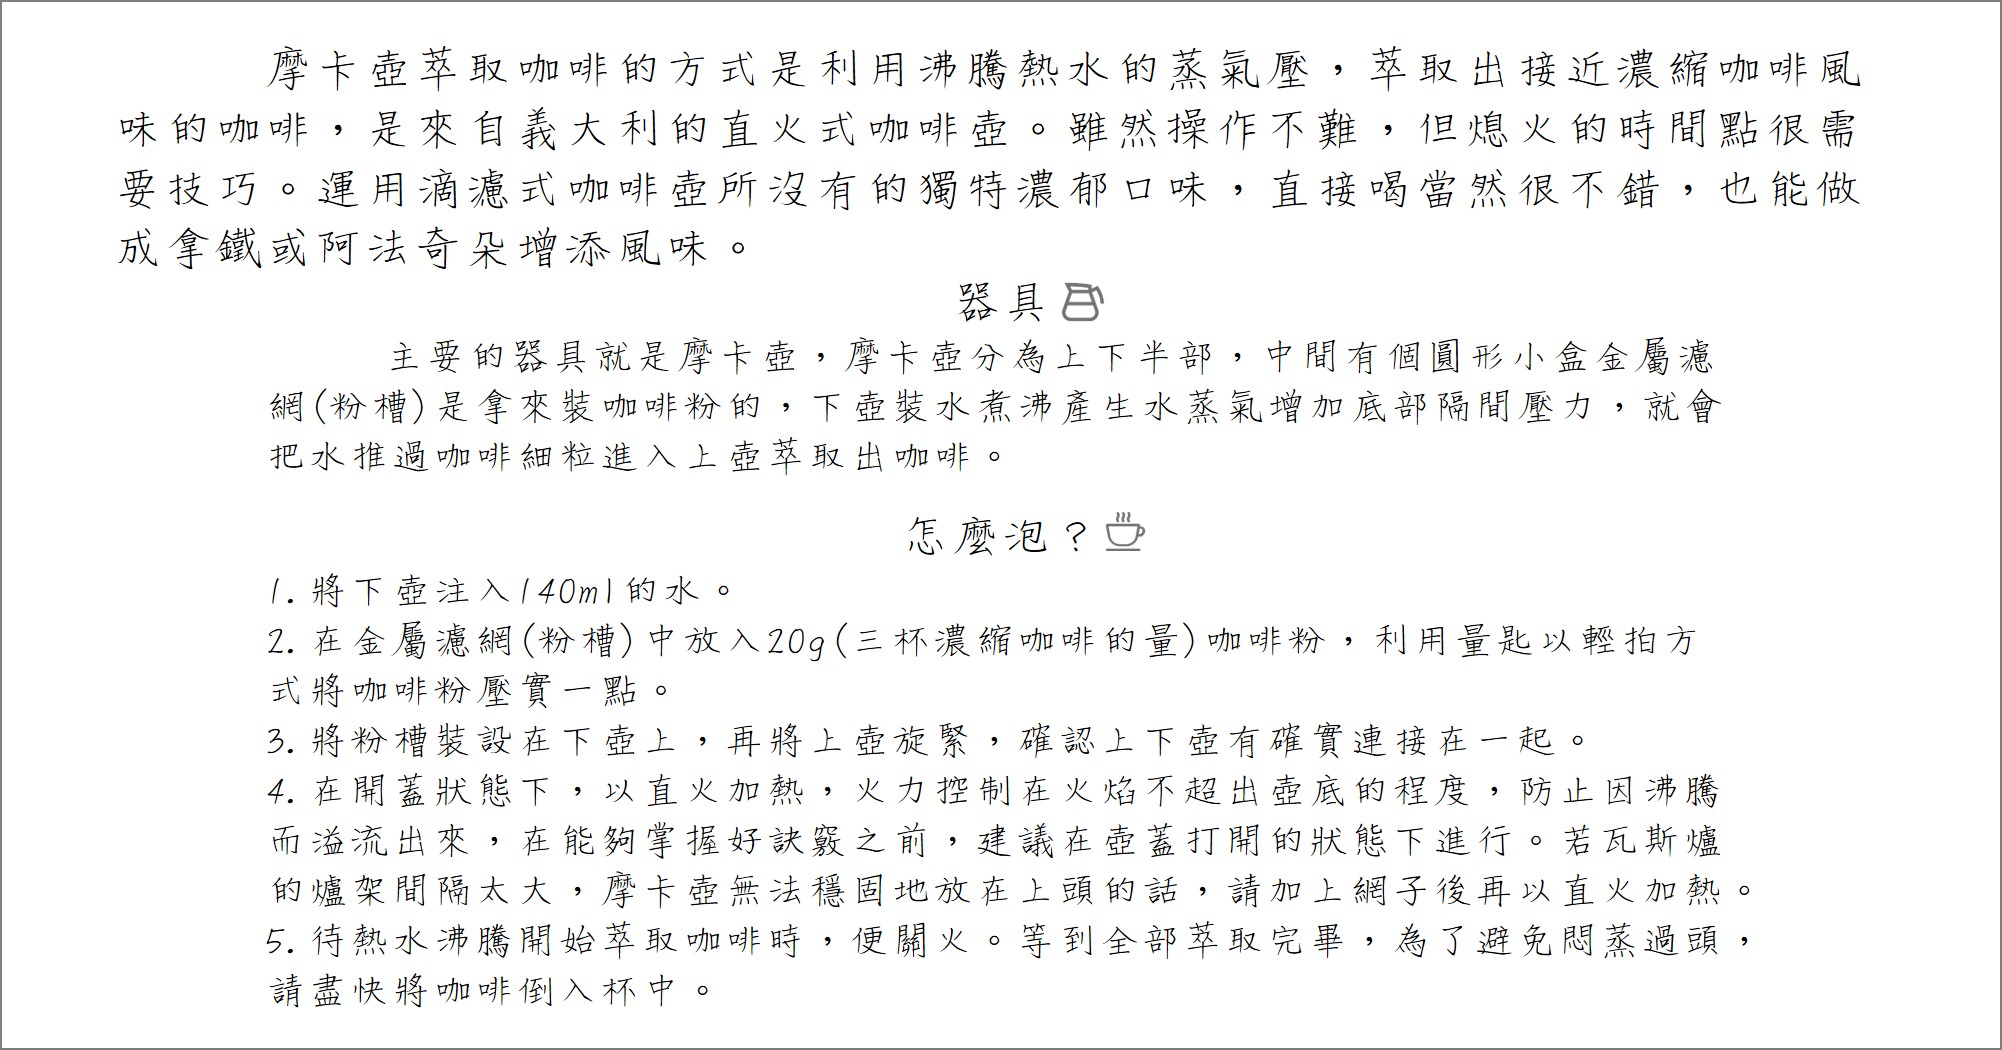 摩卡壺萃取咖啡的方式是利用沸騰熱水的蒸氣壓，萃取出接近濃縮咖啡風
味的咖啡，是來自義大利的直火式咖啡壺。雖然操作不難，但熄火的時間點很需
要技巧。運用滴濾式咖啡壺所沒有的獨特濃郁口味，直接喝當然很不錯，也能做
成拿鐵或阿法奇朵增添風味。
器具
主要的器具就是摩卡壺，摩卡壺分為上下半部，中間有個圓形小盒金屬濾
網(粉槽)是拿來裝咖啡粉的，下壺裝水煮沸產生水蒸氣增加底部隔間壓力，就會
把水推過咖啡細粒進入上壺萃取出咖啡。
怎麼泡？
1. 將下壺注入140ml的水。
2. 在金屬濾網(粉槽)中放入20g(三杯濃縮咖啡的量)咖啡粉，利用量匙以輕拍方
式將咖啡粉壓實一點。
3. 將粉槽裝設在下壺上，再將上壺旋緊，確認上下壺有確實連接在一起。
4. 在開蓋狀態下，以直火加熱，火力控制在火焰不超出壺底的程度，防止因沸騰
而溢流出來，在能夠掌握好訣竅之前，建議在壺蓋打開的狀態下進行。若瓦斯爐
的爐架間隔太大，摩卡壺無法穩固地放在上頭的話，請加上網子後再以直火加熱。
5. 待熱水沸騰開始萃取咖啡時，便關火。等到全部萃取完畢，為了避免悶蒸過頭，
請盡快將咖啡倒入杯中。